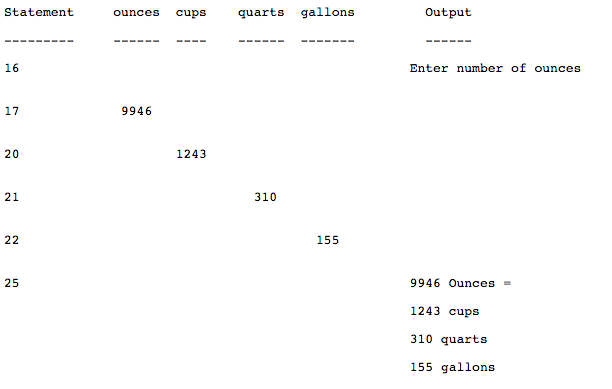 Statement ounces cups quarts gallons Output
--------- ------ ---- ------ ------- ------
16 Enter number of ounces
17 9946
20 1243
21 310
22 155
25 9946 Ounces =
1243 cups
310 quarts
155 gallons